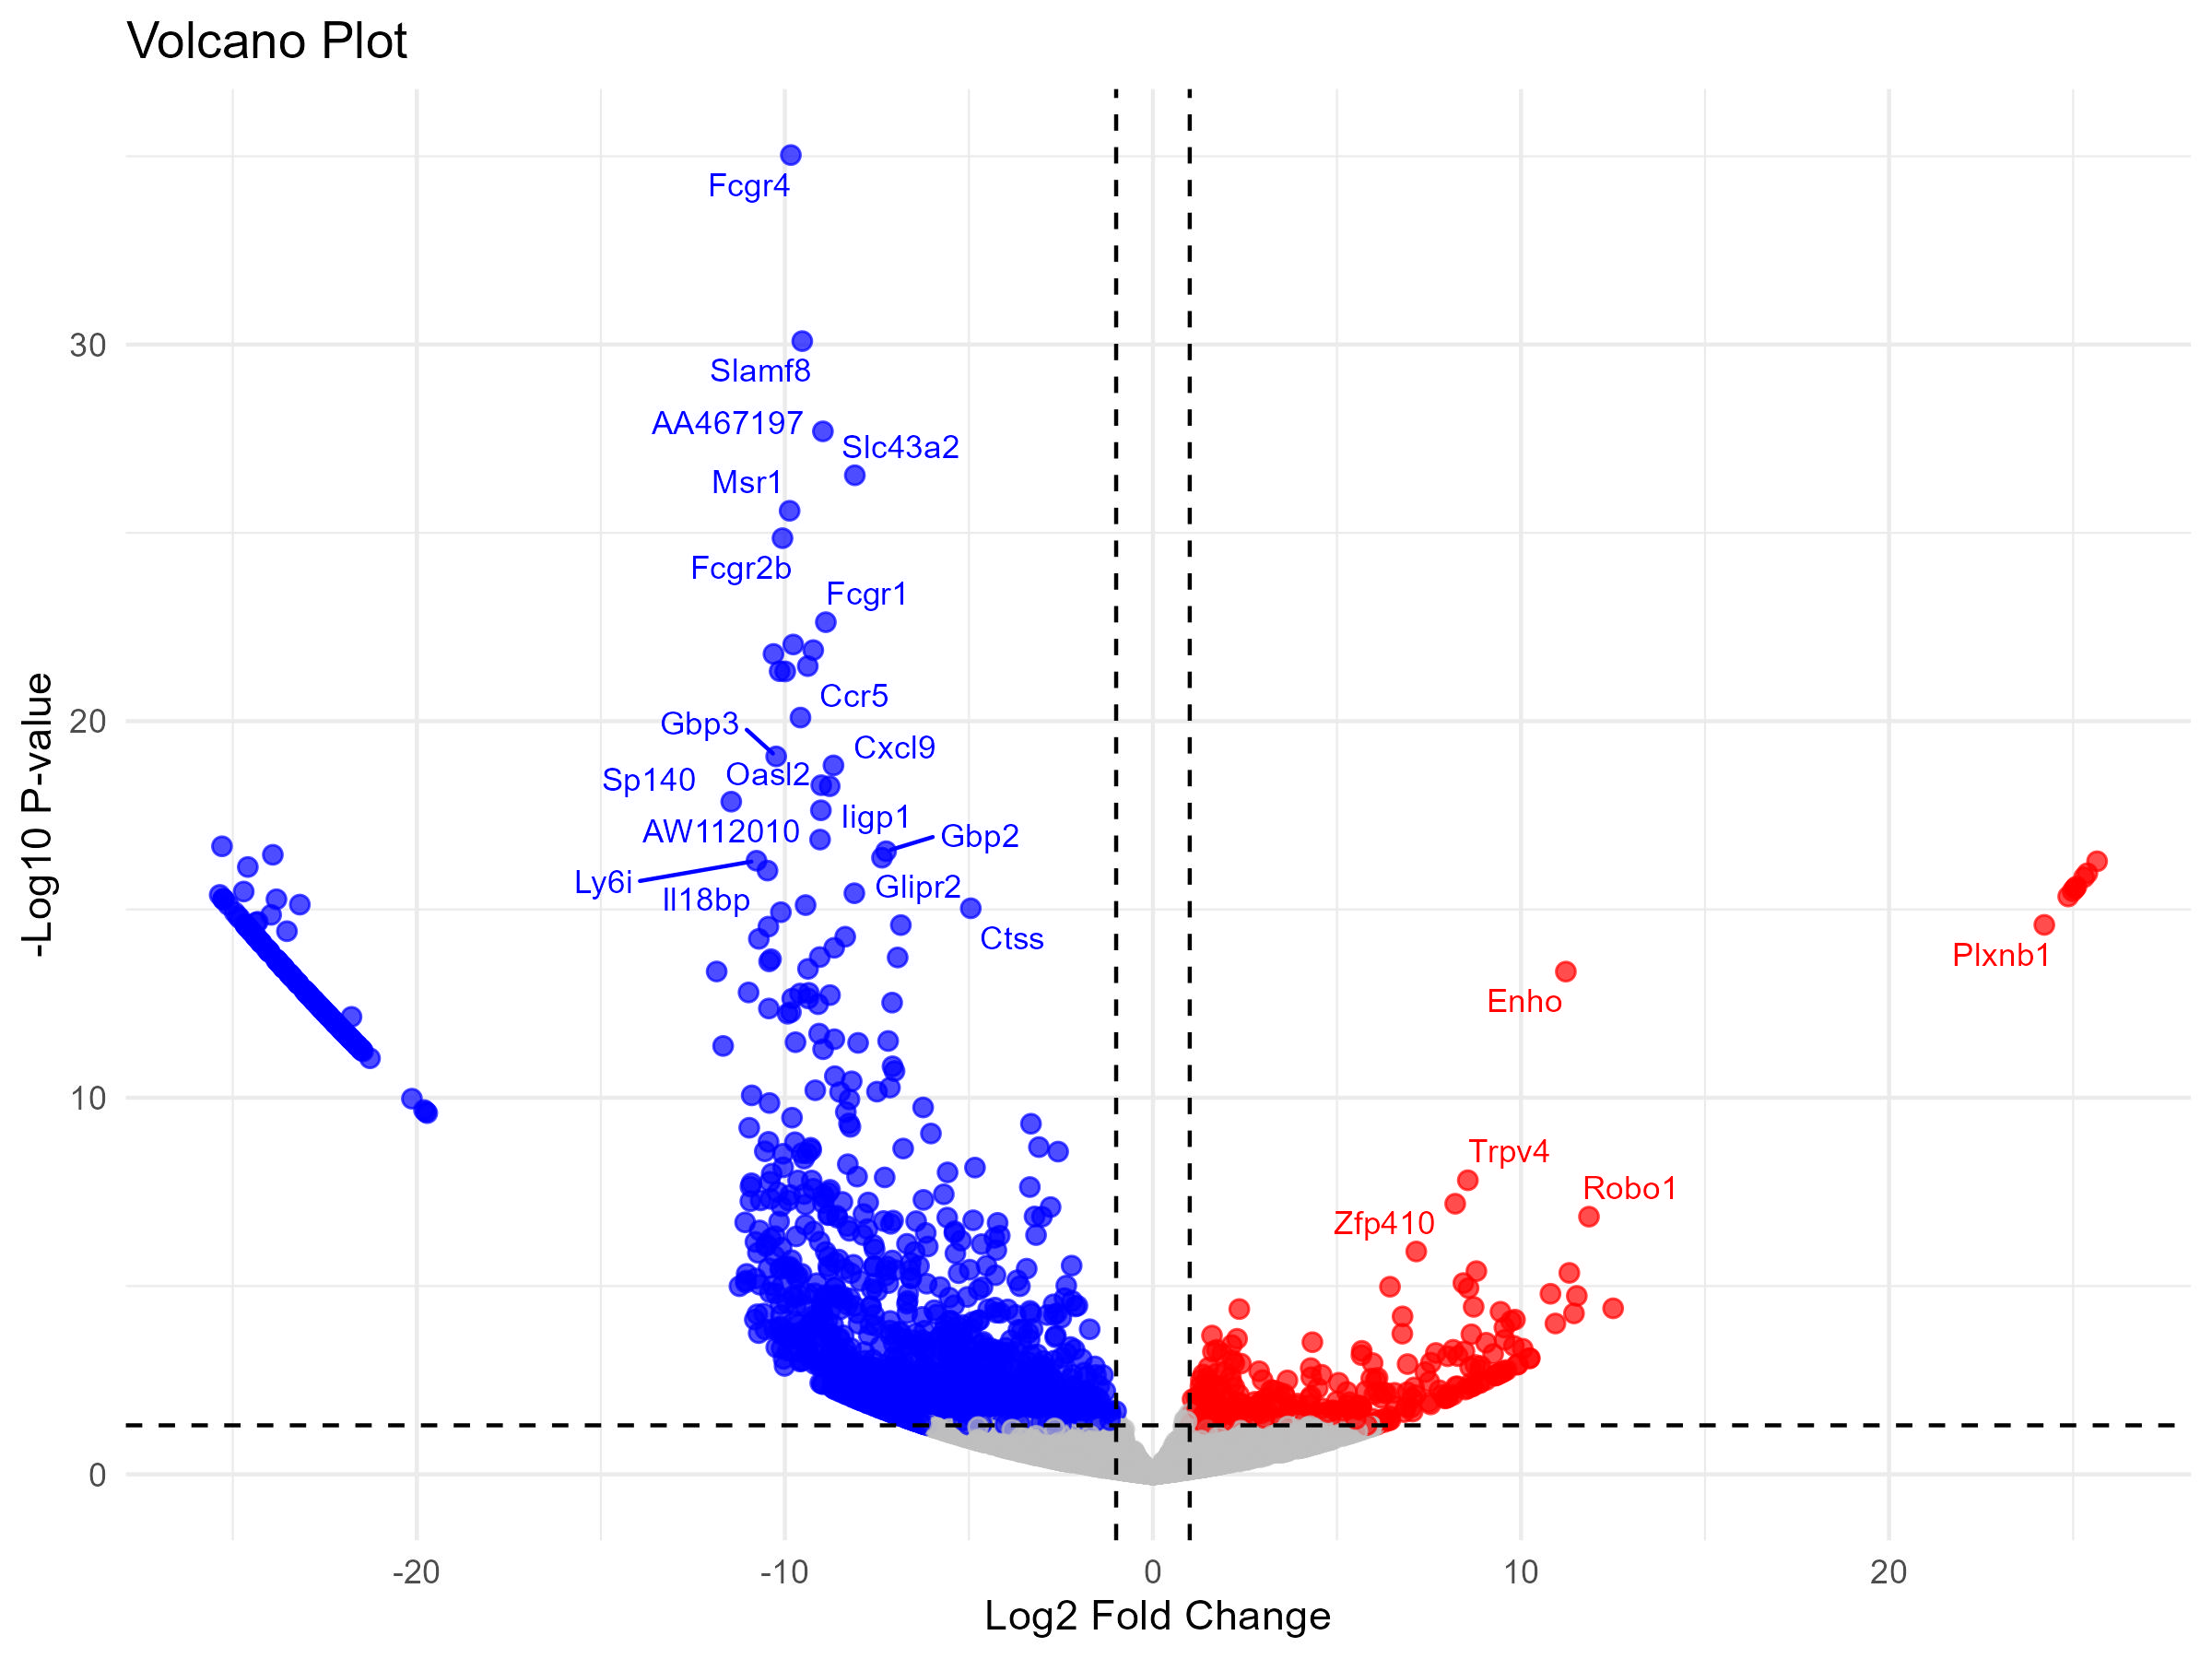 Volcano Plot
Fcgr4
30
Slamf8
AA467197
Slc43a2
Msr1
Fcgr2b
Fcgr1
Ccr5
20
Gbp3
Cxcl9
Sp140
Oasl2
Iigp1
AW112010
Gbp2
Ly6i
Il18bp
Glipr2
Ctss
Plxnb1
Enho
10
Trpv4
Robo1
Zfp410
0
-Log10 P-value
-20
-10
0
10
20
Log2 Fold Change